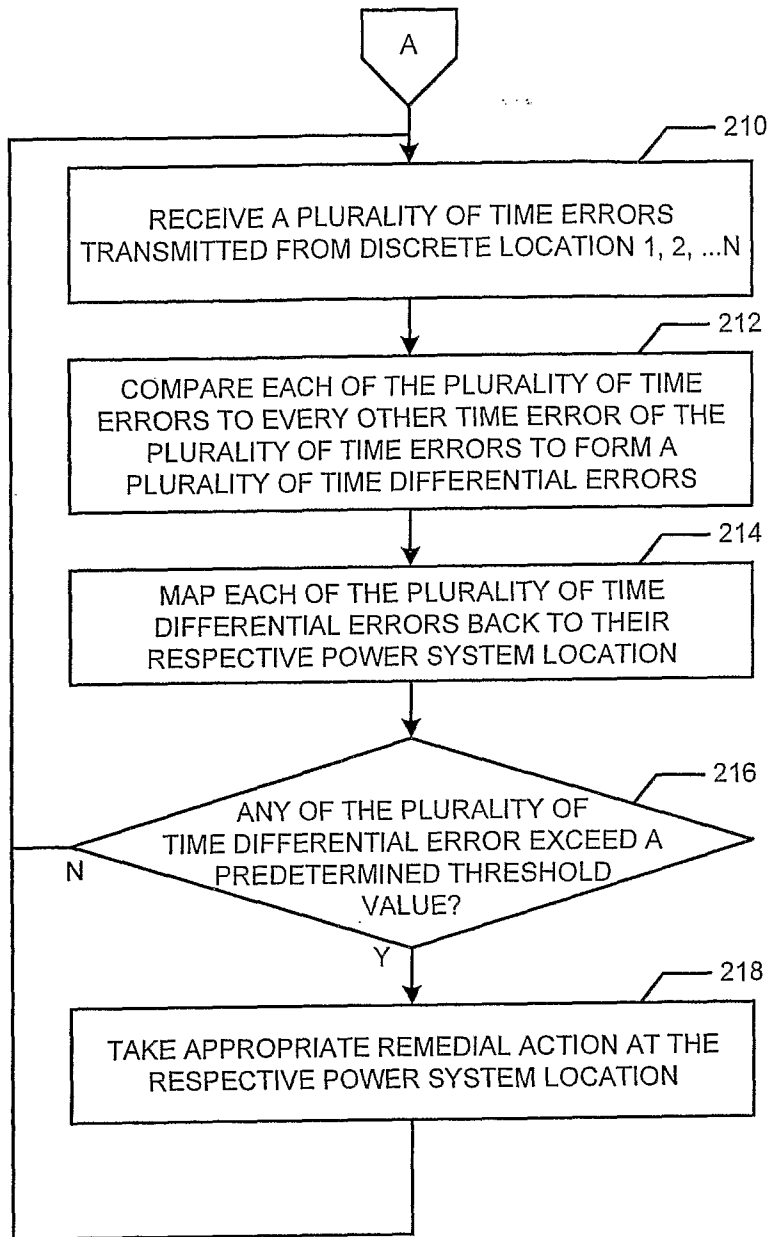 A
210
RECEIVE A PLURALITY OF TIME ERRORS
TRANSMITTED FROM DISCRETE LOCATION 1, 2, ...N
212
COMPARE EACH OF THE PLURALITY OF TIME
ERRORS TO EVERY OTHER TIME ERROR OF THE
PLURALITY OF TIME ERRORS TO FORM A
PLURALITY OF TIME DIFFERENTIAL ERRORS
214
MAP EACH OF THE PLURALITY OF TIME
DIFFERENTIAL ERRORS BACK TO THEIR
RESPECTIVE POWER SYSTEM LOCATION
216
ANY OF THE PLURALITY OF
TIME DIFFERENTIAL ERROR EXCEED A
PREDETERMINED THRESHOLD
VALUE?
N
Y
218
TAKE APPROPRIATE REMEDIAL ACTION AT THE
RESPECTIVE POWER SYSTEM LOCATION